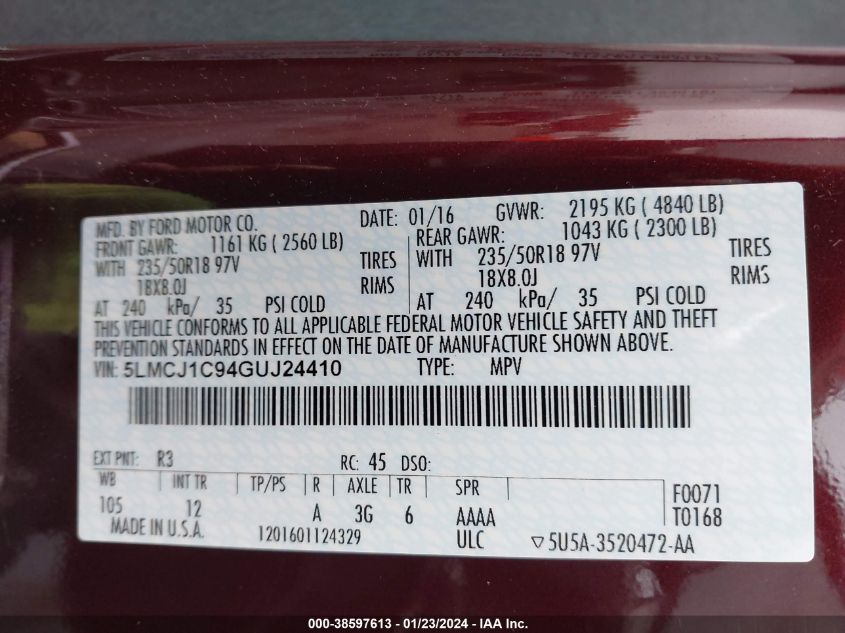 MFD. BY FORD MOTOR CO.
DATE: 01/16 GVWR: 2195 KG ( 4840 LB)
FRONT GAWR: 1161 KG ( 2560 LB)
REAR GAWR: 1043 KG ( 2300 LB)
WITH 235/50R18 97V TIRES
WITH 235/50R18 97V TIRES
18X8.0J RIMS
18X8.0J RIMS
AT 240 kPa/ 35 PSI COLD
AT 240 kPa/ 35 PSI COLD
THIS VEHICLE CONFORMS TO ALL APPLICABLE FEDERAL MOTOR VEHICLE SAFETY AND THEFT
PREVENTION STANDARDS IN EFFECT ON THE DATE OF MANUFACTURE SHOWN ABOVE.
VIN: 5LMCJ1C94GUJ24410 TYPE: MPV
EXT PNT: R3 RC: 45 DSO:
WB INT TR TP/PS R AXLE TR SPR
105 12 A 3G 6 AAAA
F0071
T0168
MADE IN U.S.A. 1201601124329 ULC ▽5U5A-3520472-AA
000-38597613 - 01/23/2024 - IAA Inc.